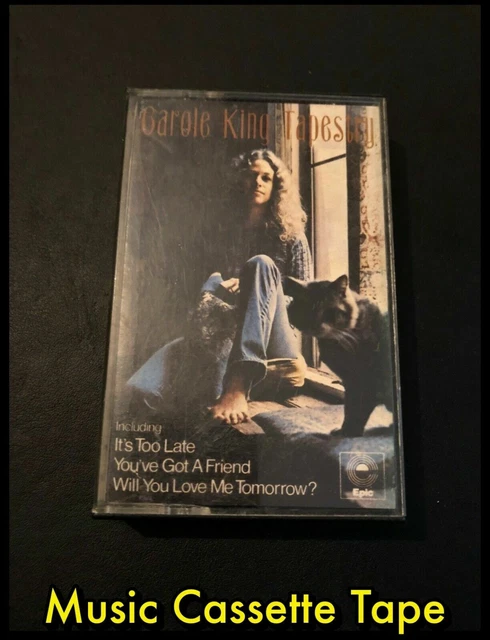 Carole King Tapestry
Including
It's Too Late
You've Got A Friend
Will You Love Me Tomorrow?
Epic
Music Cassette Tape